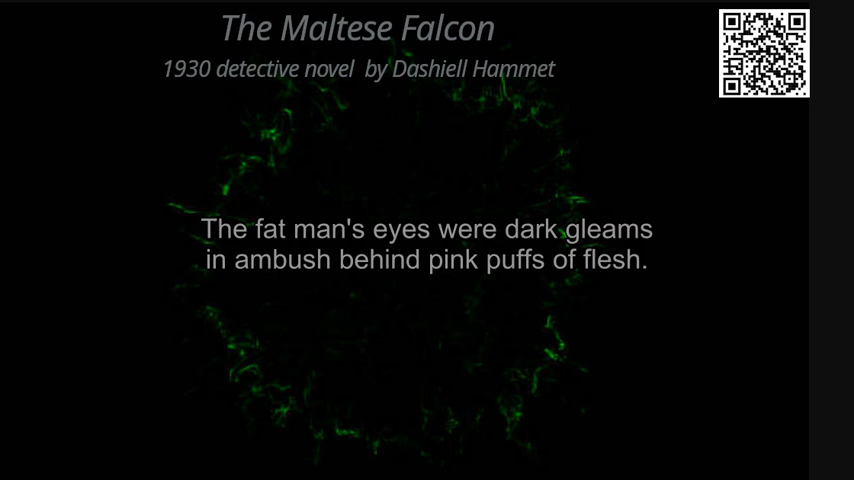 The Maltese Falcon
1930 detective novel by Dashiell Hammet
The fat man's eyes were dark gleams
in ambush behind pink puffs of flesh.